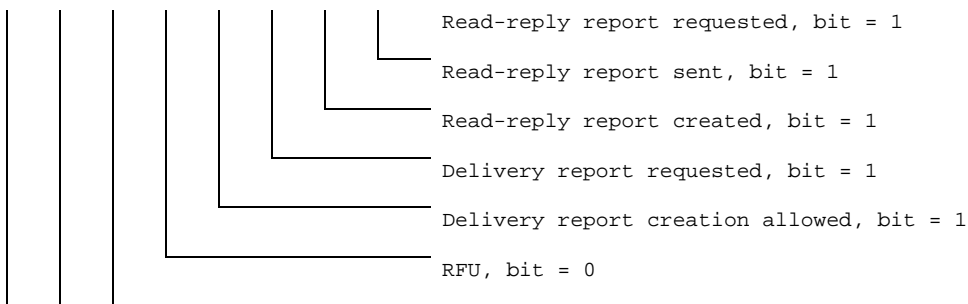 Read-reply report requested, bit = 1
Read-reply report sent, bit = 1
Read-reply report created, bit = 1
Delivery report requested, bit = 1
Delivery report creation allowed, bit = 1
RFU, bit = 0